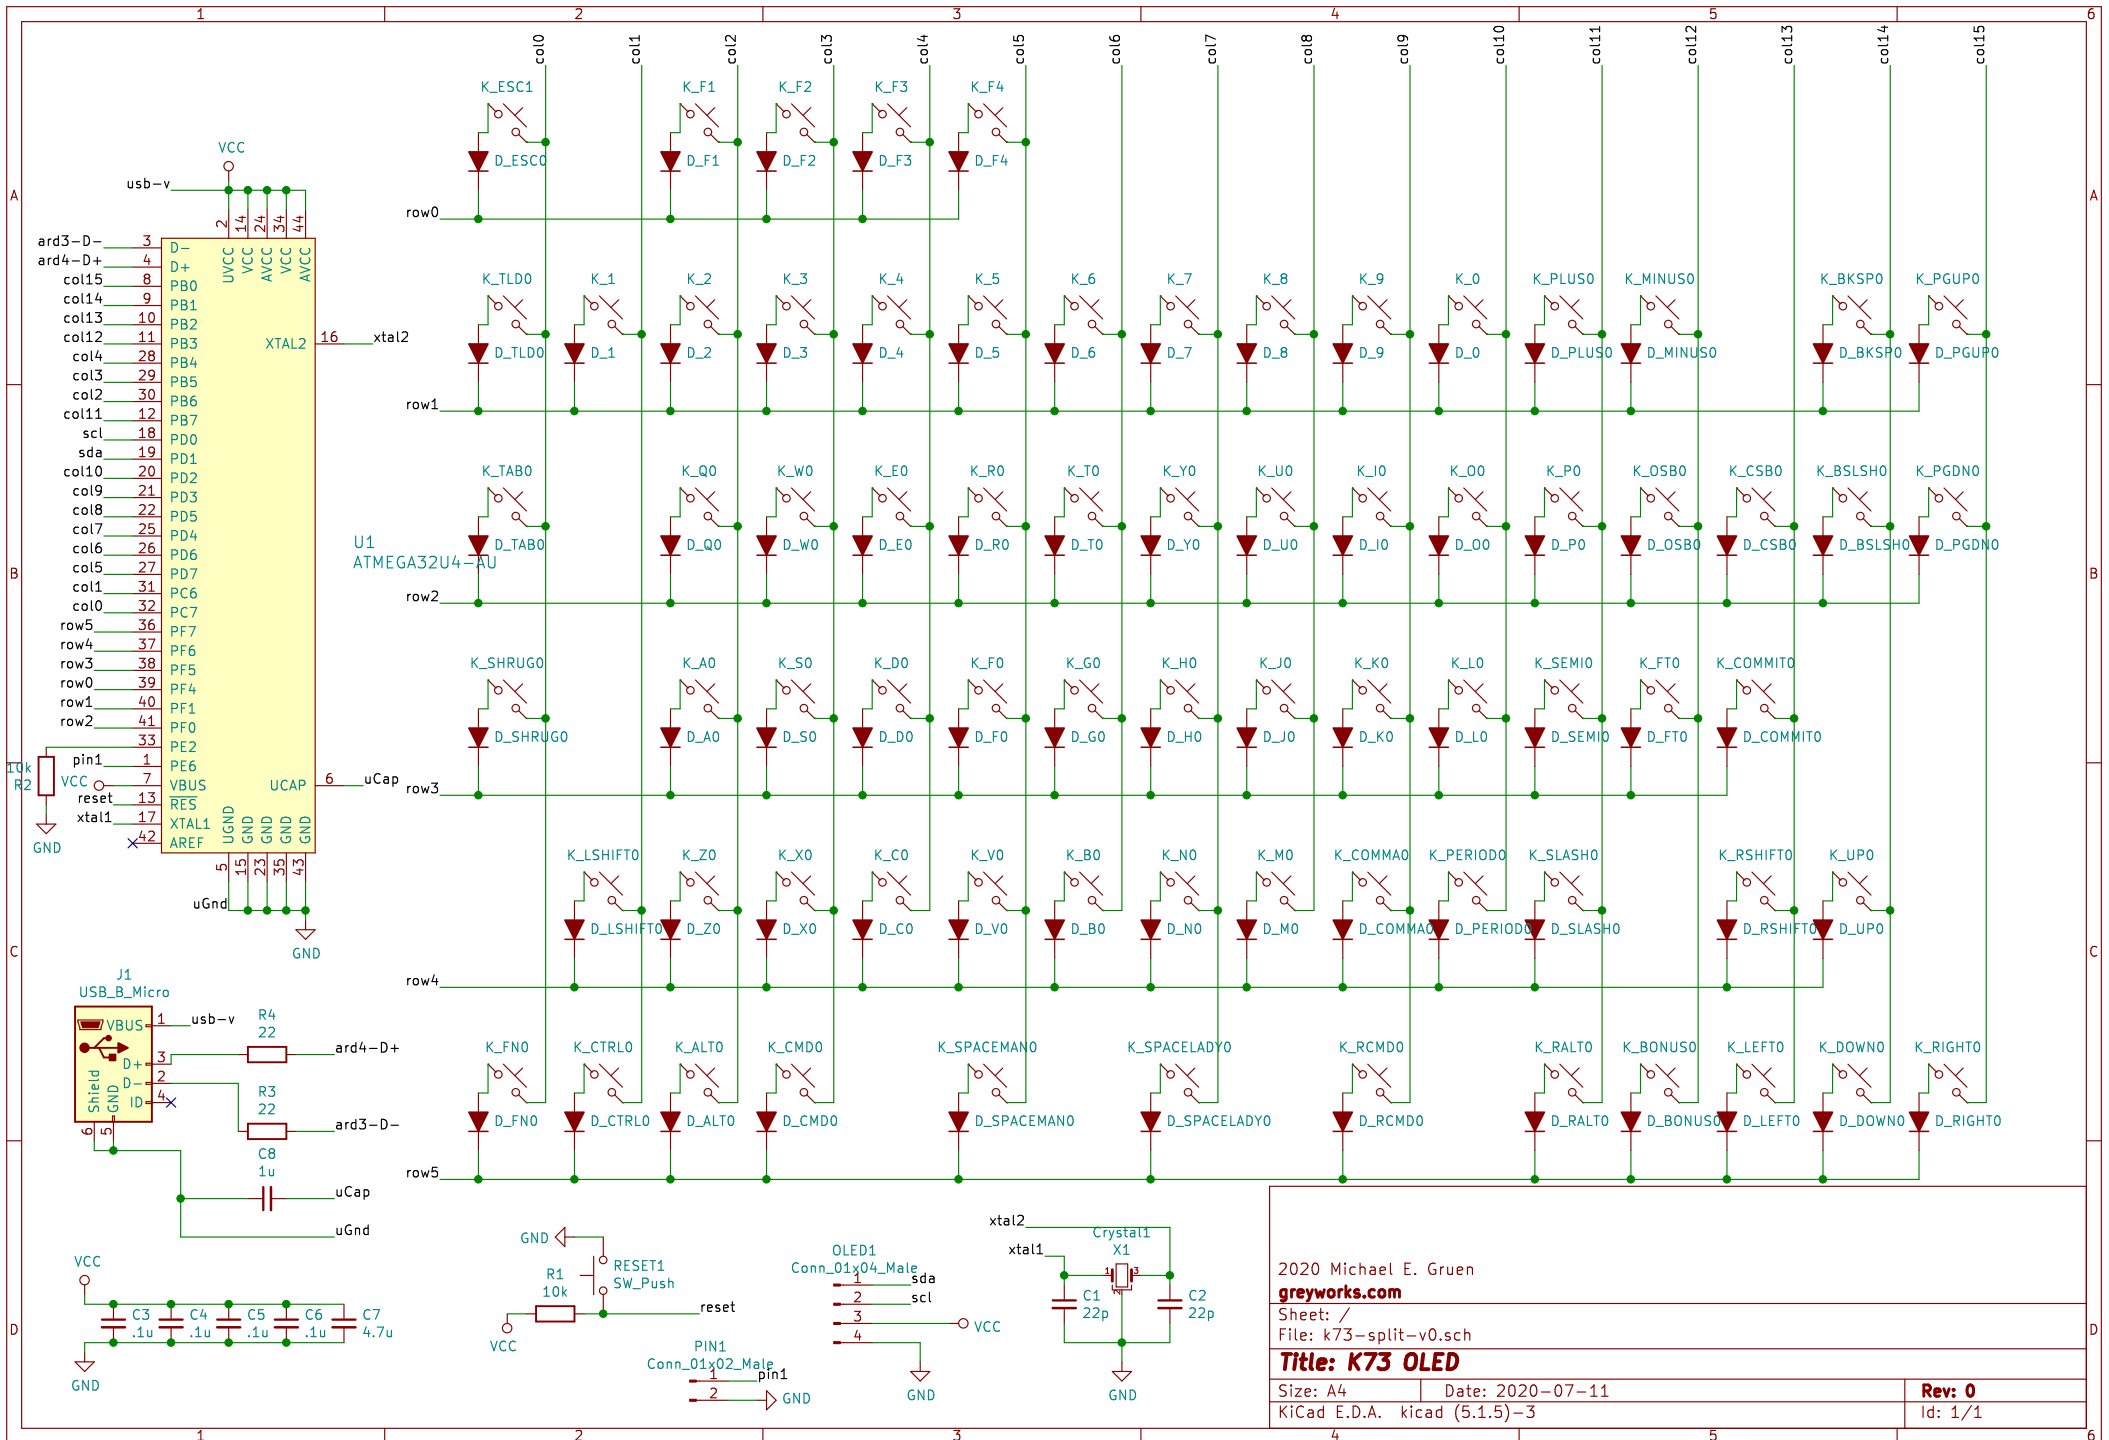 1 2 3 4 5 6
col0 col1 col2 col3 col4 col5 col6 col7 col8 col9 col10 col11 col12 col13 col14 col15
K_ESC1 K_F1 K_F2 K_F3 K_F4
D_ESC0 D_F1 D_F2 D_F3 D_F4
row0
K_TLD0 K_1 K_2 K_3 K_4 K_5 K_6 K_7 K_8 K_9 K_0 K_PLUS0 K_MINUS0 K_BKSP0 K_PGUP0
D_TLD0 D_1 D_2 D_3 D_4 D_5 D_6 D_7 D_8 D_9 D_0 D_PLUS0 D_MINUS0 D_BKSP0 D_PGUP0
row1
K_TAB0 K_Q0 K_W0 K_E0 K_R0 K_T0 K_Y0 K_U0 K_I0 K_O0 K_P0 K_OSB0 K_CSB0 K_BSLSH0 K_PGDN0
D_TAB0 D_Q0 D_W0 D_E0 D_R0 D_T0 D_Y0 D_U0 D_I0 D_O0 D_P0 D_OSB0 D_CSB0 D_BSLSH0 D_PGDN0
row2
K_SHRUG0 K_A0 K_S0 K_D0 K_F0 K_G0 K_H0 K_J0 K_K0 K_L0 K_SEMI0 K_FT0 K_COMMIT0
D_SHRUG0 D_A0 D_S0 D_D0 D_F0 D_G0 D_H0 D_J0 D_K0 D_L0 D_SEMI0 D_FT0 D_COMMIT0
row3
K_LSHIFT0 K_Z0 K_X0 K_C0 K_V0 K_B0 K_N0 K_M0 K_COMMA0 K_PERIOD0 K_SLASH0 K_RSHIFT0 K_UP0
D_LSHIFT0 D_Z0 D_X0 D_C0 D_V0 D_B0 D_N0 D_M0 D_COMMA0 D_PERIOD0 D_SLASH0 D_RSHIFT0 D_UP0
row4
K_FN0 K_CTRL0 K_ALT0 K_CMD0 K_SPACEMAN0 K_SPACELADY0 K_RCMD0 K_RALT0 K_BONUS0 K_LEFT0 K_DOWN0 K_RIGHT0
D_FN0 D_CTRL0 D_ALT0 D_CMD0 D_SPACEMAN0 D_SPACELADY0 D_RCMD0 D_RALT0 D_BONUS0 D_LEFT0 D_DOWN0 D_RIGHT0
row5
VCC
usb-v
2 14 24 34 44
UVCC VCC AVCC VCC AVCC
ard3-D- 3 D-
ard4-D+ 4 D+
col15 8 PB0
col14 9 PB1
col13 10 PB2
col12 11 PB3
XTAL2 16 xtal2
col4 28 PB4
col3 29 PB5
col2 30 PB6
col11 12 PB7
scl 18 PD0
sda 19 PD1
col10 20 PD2
col9 21 PD3
col8 22 PD5
col7 25 PD4
col6 26 PD6
col5 27 PD7
col1 31 PC6
col0 32 PC7
row5 36 PF7
row4 37 PF6
row3 38 PF5
row0 39 PF4
row1 40 PF1
row2 41 PF0
33 PE2
pin1 1 PE6
VCC 7 VBUS
UCAP 6 uCap
reset 13 RES
xtal1 17 XTAL1
42 AREF
U1
ATMEGA32U4-AU
10k
R2
GND
UGND GND GND GND GND
5 15 23 35 43
uGnd
GND
J1
USB_B_Micro
VBUS 1 usb-v
D+ 3
D- 2
ID 4
Shield GND
6 5
R4
22
ard4-D+
R3
22
ard3-D-
C8
1u
uCap
uGnd
VCC
C3 C4 C5 C6 C7
.1u .1u .1u .1u 4.7u
GND
GND
RESET1
SW_Push
R1
10k
reset
VCC
PIN1
Conn_01x02_Male
1 pin1
2 GND
OLED1
Conn_01x04_Male
1 sda
2 scl
3 VCC
4
GND
xtal2
xtal1
Crystal1
X1
1 3
2
C1 C2
22p 22p
GND
2020 Michael E. Gruen
greyworks.com
Sheet: /
File: k73-split-v0.sch
Title: K73 OLED
Size: A4 Date: 2020-07-11 Rev: 0
KiCad E.D.A. kicad (5.1.5)-3 Id: 1/1
A A
B B
C C
D D
1 2 3 4 5 6